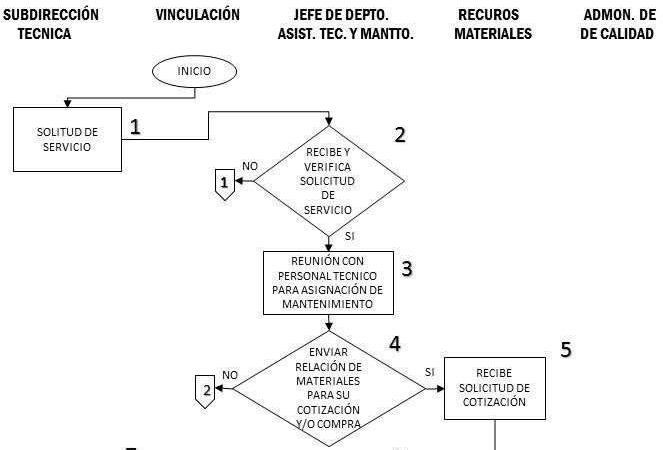 SUBDIRECCIÓN
TECNICA
VINCULACIÓN
JEFE DE DEPTO.
ASIST. TEC. Y MANTTO.
RECUROS
MATERIALES
ADMON. DE
DE CALIDAD
INICIO
SOLITUD DE
SERVICIO
1
2
RECIBE Y
VERIFICA
SOLICITUD
DE
SERVICIO
NO
1
SI
REUNIÓN CON
PERSONAL TECNICO
PARA ASIGNACIÓN DE
MANTENIMIENTO
3
4
ENVIAR
RELACIÓN DE
MATERIALES
PARA SU
COTIZACIÓN
Y/O COMPRA
NO
2
SI
RECIBE
SOLICITUD DE
COTIZACIÓN
5